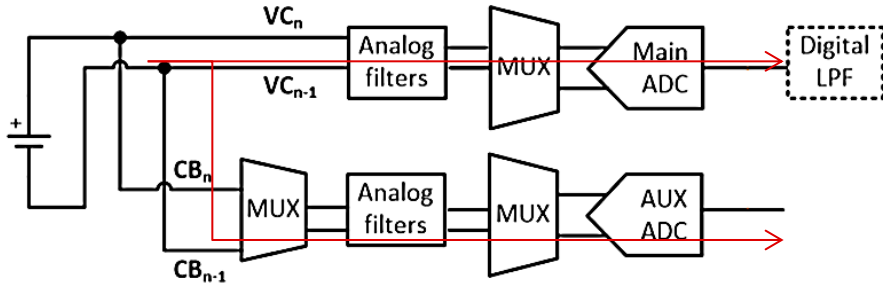 VCn
VCn-1
Analog
filters
MUX
Main
ADC
Digital
LPF
+
CBn
CBn-1
MUX
Analog
filters
MUX
AUX
ADC